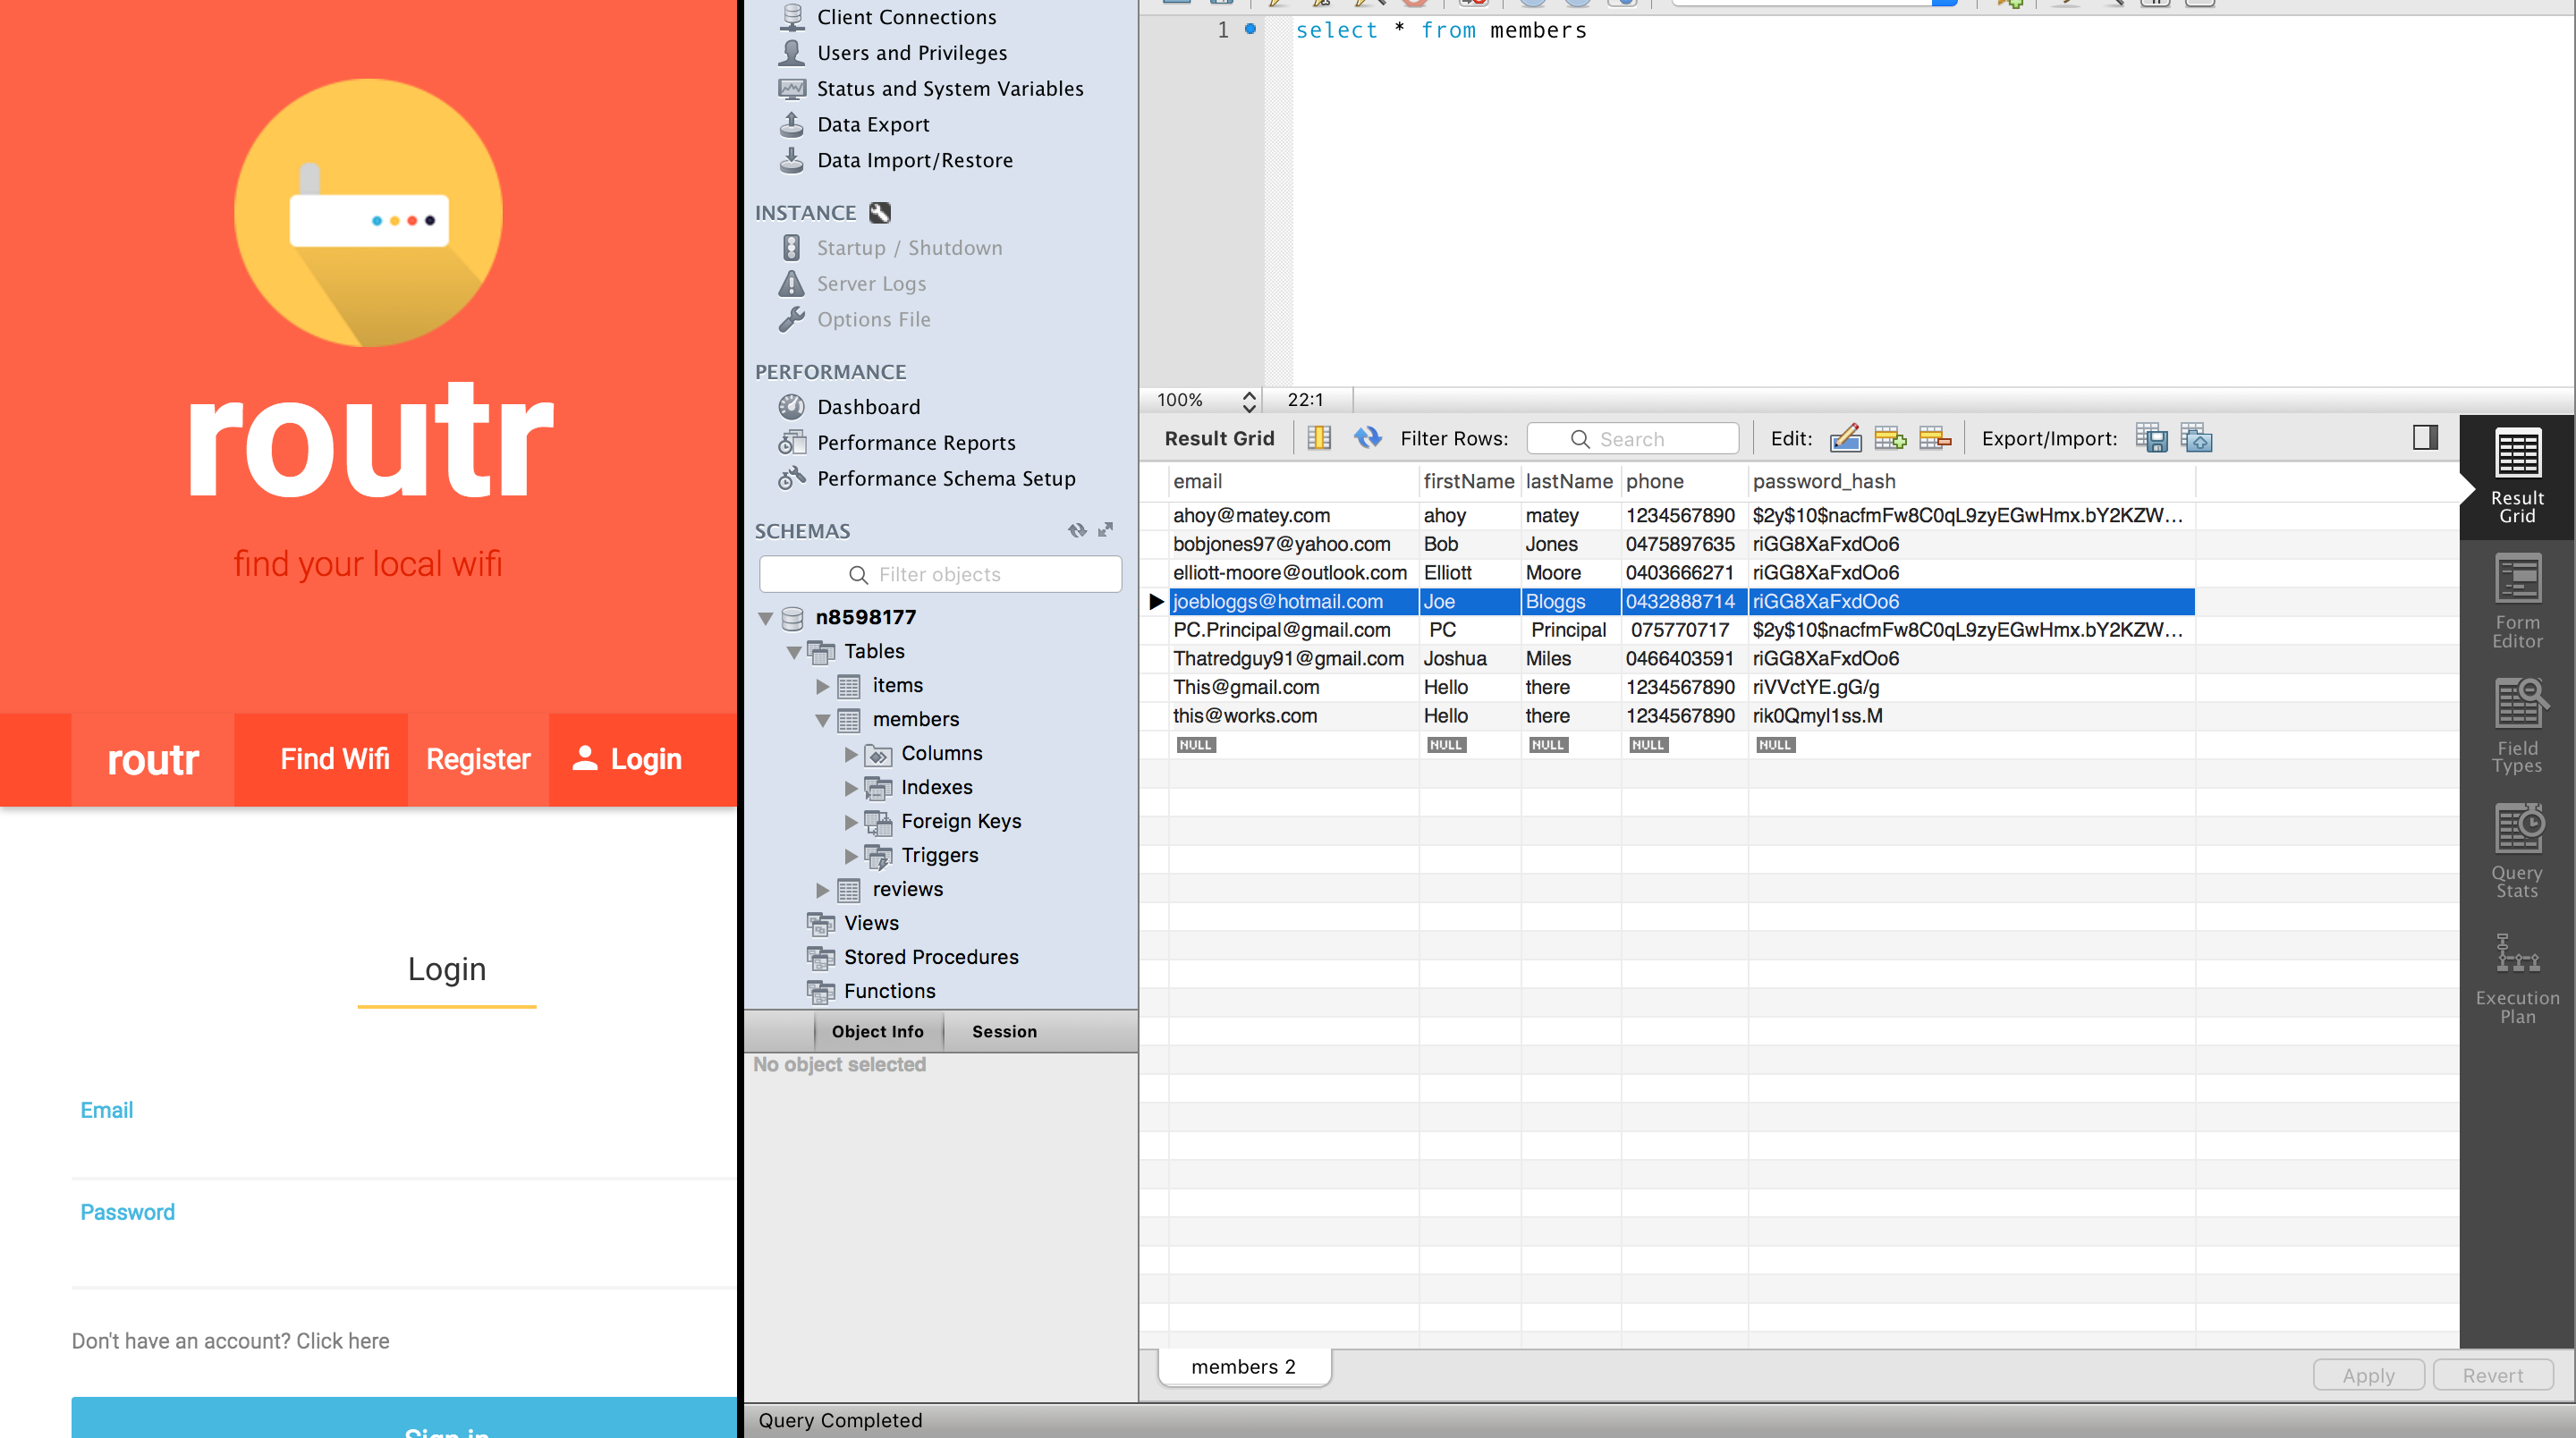 routr
find your local wifi
routr Find Wifi Register Login
Login
Email
Password
Don't have an account? Click here
Sign in
Client Connections
Users and Privileges
Status and System Variables
Data Export
Data Import/Restore
INSTANCE
Startup / Shutdown
Server Logs
Options File
PERFORMANCE
Dashboard
Performance Reports
Performance Schema Setup
SCHEMAS
Filter objects
n8598177
Tables
items
members
Columns
Indexes
Foreign Keys
Triggers
reviews
Views
Stored Procedures
Functions
Object Info Session
No object selected
1 select * from members
100% 22:1
Result Grid Filter Rows: Search Edit: Export/Import:
email firstName lastName phone password_hash
ahoy@matey.com ahoy matey 1234567890 $2y$10$nacfmFw8C0qL9zyEGwHmx.bY2KZW...
bobjones97@yahoo.com Bob Jones 0475897635 riGG8XaFxdOo6
elliott-moore@outlook.com Elliott Moore 0403666271 riGG8XaFxdOo6
joebloggs@hotmail.com Joe Bloggs 0432888714 riGG8XaFxdOo6
PC.Principal@gmail.com PC Principal 075770717 $2y$10$nacfmFw8C0qL9zyEGwHmx.bY2KZW...
Thatredguy91@gmail.com Joshua Miles 0466403591 riGG8XaFxdOo6
This@gmail.com Hello there 1234567890 riVVctYE.gG/g
this@works.com Hello there 1234567890 rik0Qmyl1ss.M
NULL NULL NULL NULL NULL
Result
Grid
Form
Editor
Field
Types
Query
Stats
Execution
Plan
members 2
Apply Revert
Query Completed